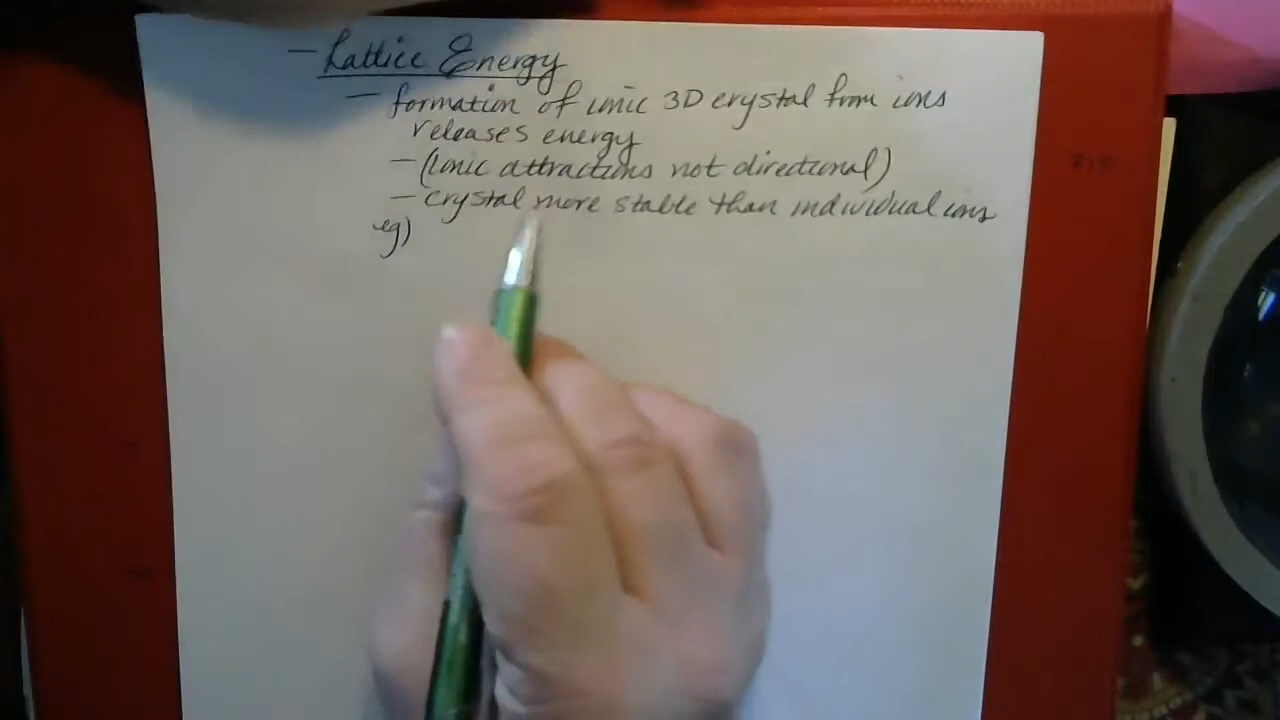 - Lattice Energy
- formation of ionic 3D crystal from ions
releases energy
- (ionic attractions not directional)
- crystal more stable than individual ions
eg)